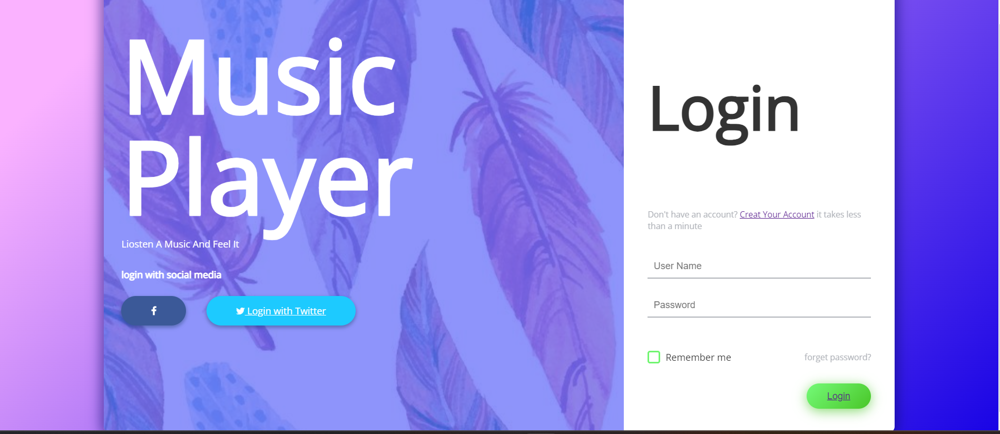 Music
Player
Liosten A Music And Feel It
login with social media
Login with Twitter
Login
Don't have an account? Creat Your Account it takes less
than a minute
User Name
Password
Remember me
forget password?
Login